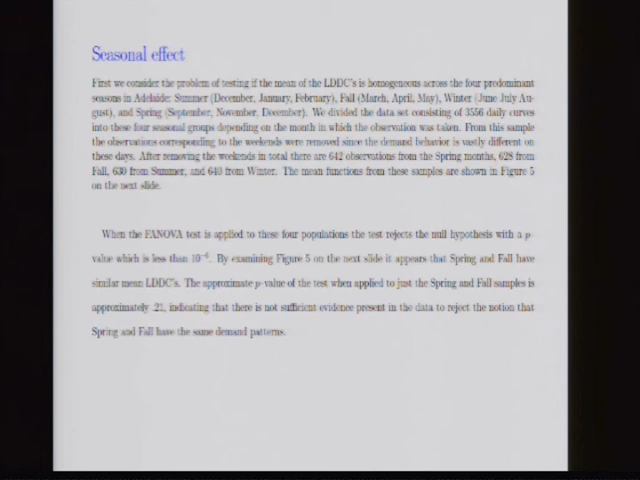 Seasonal effect
First we consider the problem of testing if the mean of the LDDC's is homogeneous across the four predominant
seasons in Adelaide: Summer (December, January, February), Fall (March, April, May), Winter (June July Au-
gust), and Spring (September, November, December). We divided the data set consisting of 3556 daily curves
into these four seasonal groups depending on the month in which the observation was taken. From this sample
the observations corresponding to the weekends were removed since the demand behavior is vastly different on
these days. After removing the weekends in total there are 642 observations from the Spring months, 628 from
Fall, 630 from Summer, and 640 from Winter. The mean functions from these samples are shown in Figure 5
on the next slide.
When the FANOVA test is applied to these four populations the test rejects the null hypothesis with a p-
value which is less than 10⁻⁶. By examining Figure 5 on the next slide it appears that Spring and Fall have
similar mean LDDC's. The approximate p-value of the test when applied to just the Spring and Fall samples is
approximately .21, indicating that there is not sufficient evidence present in the data to reject the notion that
Spring and Fall have the same demand patterns.